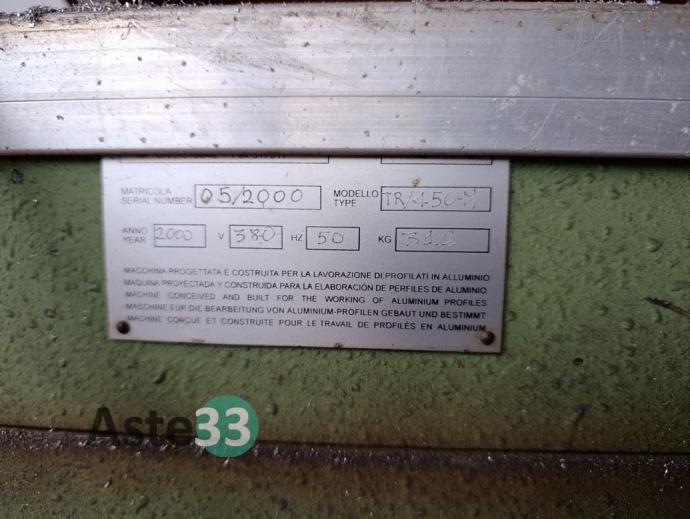 MATRICOLA
SERIAL NUMBER 05/2000 MODELLO
TYPE TR/450-M
ANNO
YEAR 2000 V 380 HZ 50 KG
MACCHINA PROGETTATA E COSTRUITA PER LA LAVORAZIONE DI PROFILATI IN ALLUMINIO
MAQUINA PROYECTADA Y CONSTRUIDA PARA LA ELABORACIÓN DE PERFILES DE ALUMINIO
MACHINE CONCEIVED AND BUILT FOR THE WORKING OF ALUMINIUM PROFILES
MASCHINE FUR DIE BEARBEITUNG VON ALUMINIUM-PROFILEN GEBAUT UND BESTIMMT
MACHINE CONÇUE ET CONSTRUITE POUR LE TRAVAIL DE PROFILÉS EN ALUMINIUM
Aste33